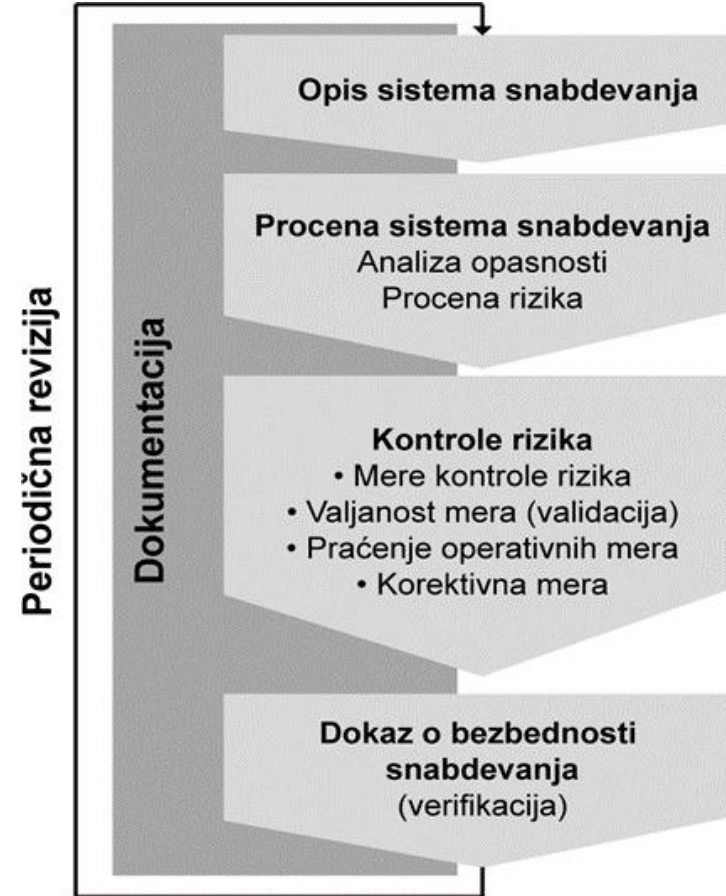 Periodična revizija
Dokumentacija
Opis sistema snabdevanja
Procena sistema snabdevanja
Analiza opasnosti
Procena rizika
Kontrole rizika
• Mere kontrole rizika
• Valjanost mera (validacija)
• Praćenje operativnih mera
• Korektivna mera
Dokaz o bezbednosti
snabdevanja
(verifikacija)